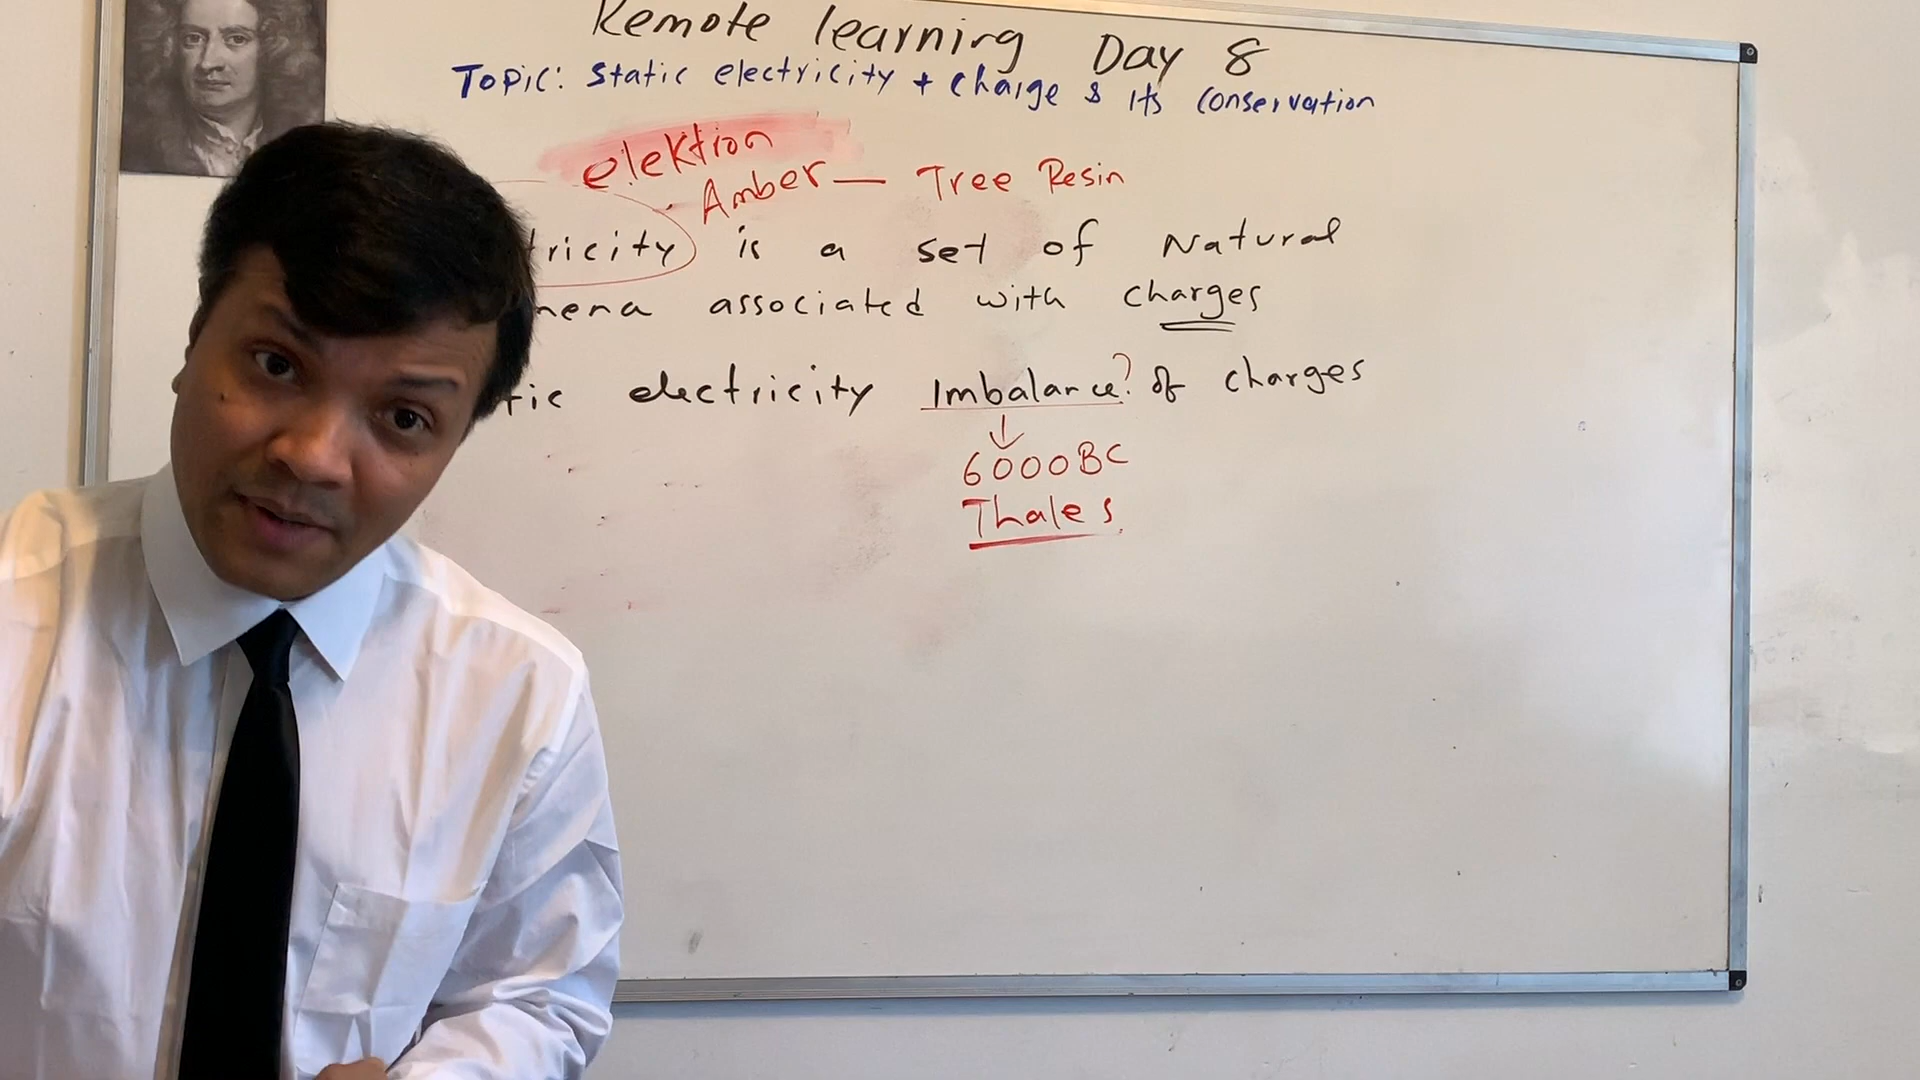 Remote learning Day 8
Topic: Static electricity + Charge & its Conservation
elektron
Amber — Tree Resin
tricity is a set of Natural
mena associated with charges
tic electricity Imbalance? of charges
↓
6000BC
Thales